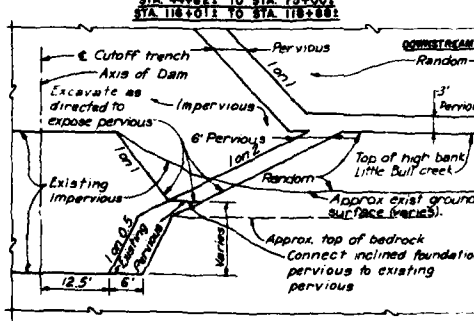 STA. 116+01± TO STA. 118+88±
Pervious
DOWNSTREAM
℄ Cutoff trench
Random
Axis of Dam
1 on 1
3'
Excavate as
directed to
expose pervious
Impervious
Pervious
6' Pervious
1 on 2
1 on 1
Top of high bank
Little Bull creek
Existing
Impervious
Random
Approx exist ground
surface (varies).
1 on 0.5
Existing
Pervious
Varies
Approx. top of bedrock
Connect inclined foundation
pervious to existing
pervious
12.5'
6'